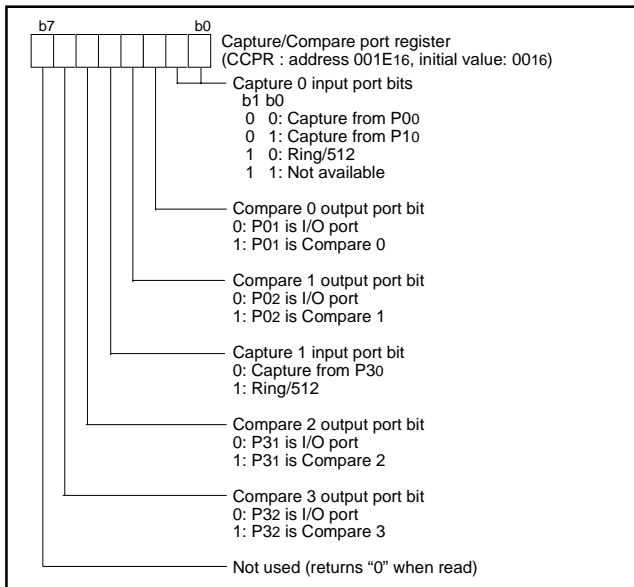 b7 b0
Capture/Compare port register
(CCPR : address 001E16, initial value: 0016)
Capture 0 input port bits
b1 b0
0 0: Capture from P00
0 1: Capture from P10
1 0: Ring/512
1 1: Not available
Compare 0 output port bit
0: P01 is I/O port
1: P01 is Compare 0
Compare 1 output port bit
0: P02 is I/O port
1: P02 is Compare 1
Capture 1 input port bit
0: Capture from P30
1: Ring/512
Compare 2 output port bit
0: P31 is I/O port
1: P31 is Compare 2
Compare 3 output port bit
0: P32 is I/O port
1: P32 is Compare 3
Not used (returns “0” when read)